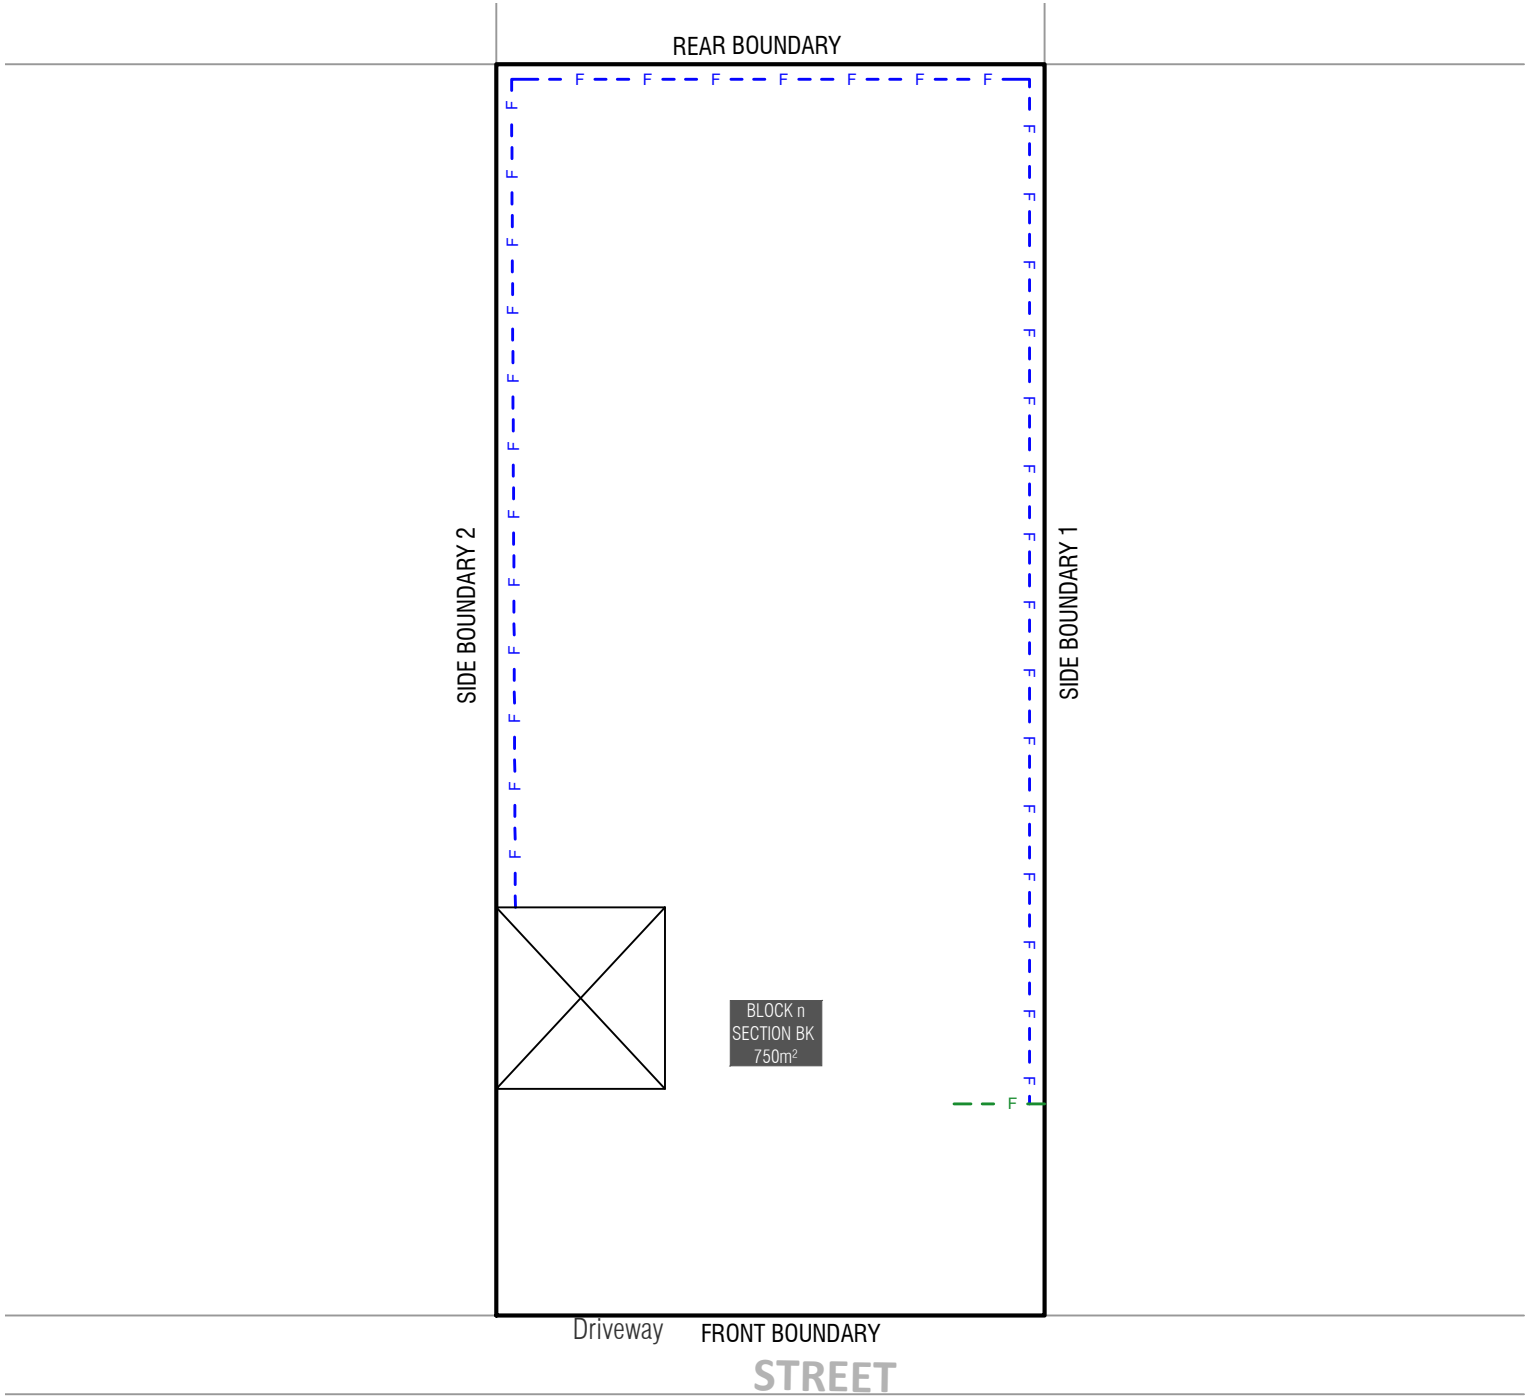 REAR BOUNDARY
F F F F F F F
F F F F F F F F F F F F
F F F F F F F F F F F F F F F
SIDE BOUNDARY 2
SIDE BOUNDARY 1
BLOCK n
SECTION BK
750m²
F
Driveway
FRONT BOUNDARY
STREET